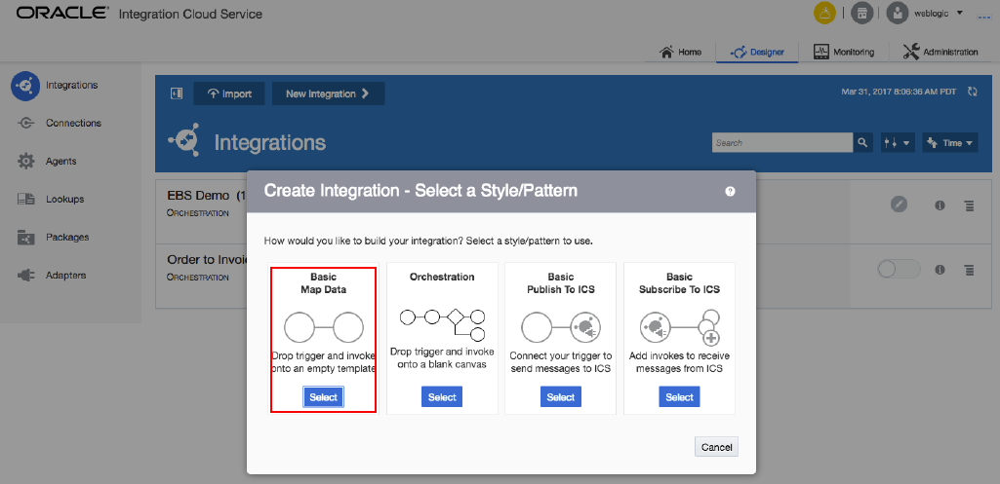 ORACLE Integration Cloud Service
weblogic
Home
Designer
Monitoring
Administration
Integrations
Connections
Agents
Lookups
Packages
Adapters
Import
New Integration
Mar 31, 2017 8:06:36 AM PDT
Integrations
Search
Time
EBS Demo (1
ORCHESTRATION
Order to Invoi
ORCHESTRATION
Create Integration - Select a Style/Pattern
?
How would you like to build your integration? Select a style/pattern to use.
Basic
Map Data
Drop trigger and invoke
onto an empty template
Select
Orchestration
Drop trigger and invoke
onto a blank canvas
Select
Basic
Publish To ICS
Connect your trigger to
send messages to ICS
Select
Basic
Subscribe To ICS
Add invokes to receive
messages from ICS
Select
Cancel